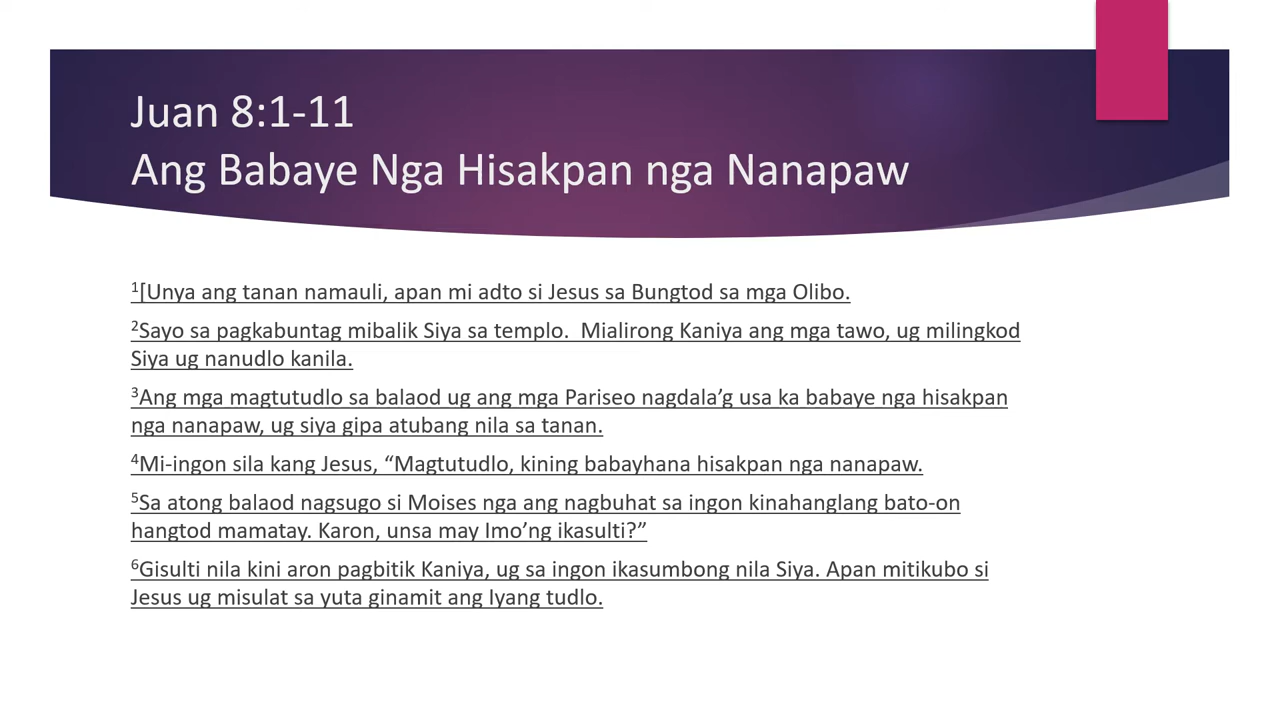 Juan 8:1-11
Ang Babaye Nga Hisakpan nga Nanapaw
1[Unya ang tanan namauli, apan mi adto si Jesus sa Bungtod sa mga Olibo.
2Sayo sa pagkabuntag mibalik Siya sa templo.  Mialirong Kaniya ang mga tawo, ug milingkod
Siya ug nanudlo kanila.
3Ang mga magtutudlo sa balaod ug ang mga Pariseo nagdala’g usa ka babaye nga hisakpan
nga nanapaw, ug siya gipa atubang nila sa tanan.
4Mi-ingon sila kang Jesus, “Magtutudlo, kining babayhana hisakpan nga nanapaw.
5Sa atong balaod nagsugo si Moises nga ang nagbuhat sa ingon kinahanglang bato-on
hangtod mamatay. Karon, unsa may Imo’ng ikasulti?”
6Gisulti nila kini aron pagbitik Kaniya, ug sa ingon ikasumbong nila Siya. Apan mitikubo si
Jesus ug misulat sa yuta ginamit ang Iyang tudlo.